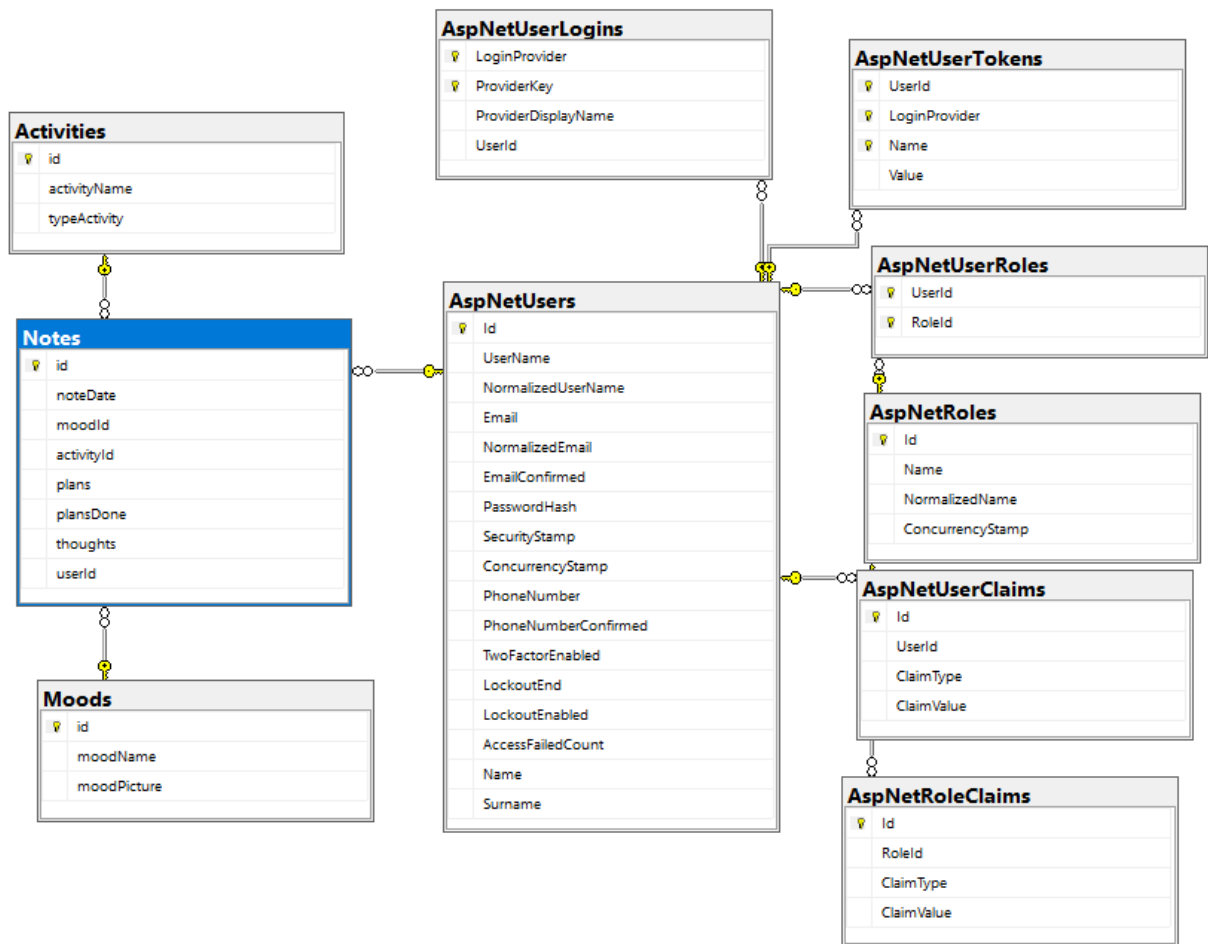 AspNetUserLogins
LoginProvider
ProviderKey
ProviderDisplayName
UserId
AspNetUserTokens
UserId
LoginProvider
Name
Value
Activities
id
activityName
typeActivity
AspNetUserRoles
UserId
RoleId
AspNetUsers
Id
UserName
NormalizedUserName
Email
NormalizedEmail
EmailConfirmed
PasswordHash
SecurityStamp
ConcurrencyStamp
PhoneNumber
PhoneNumberConfirmed
TwoFactorEnabled
LockoutEnd
LockoutEnabled
AccessFailedCount
Name
Surname
Notes
id
noteDate
moodId
activityId
plans
plansDone
thoughts
userId
AspNetRoles
Id
Name
NormalizedName
ConcurrencyStamp
AspNetUserClaims
Id
UserId
ClaimType
ClaimValue
Moods
id
moodName
moodPicture
AspNetRoleClaims
Id
RoleId
ClaimType
ClaimValue